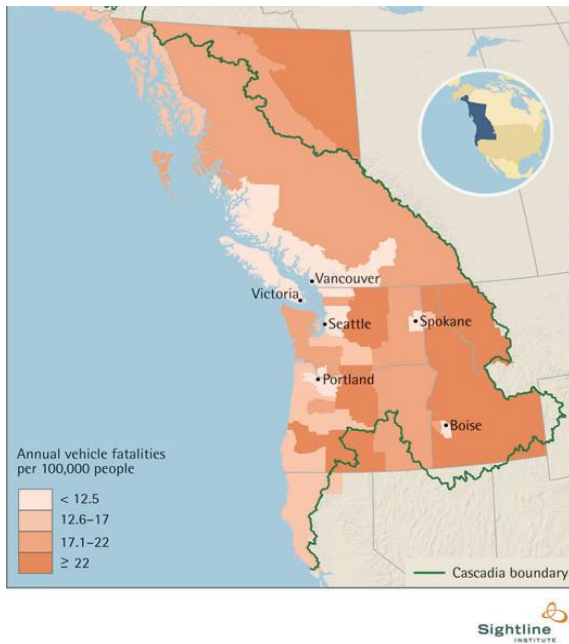 Vancouver
Victoria
Seattle
Spokane
Portland
Boise
Annual vehicle fatalities
per 100,000 people
< 12.5
12.6–17
17.1–22
≥ 22
Cascadia boundary
Sightline
INSTITUTE